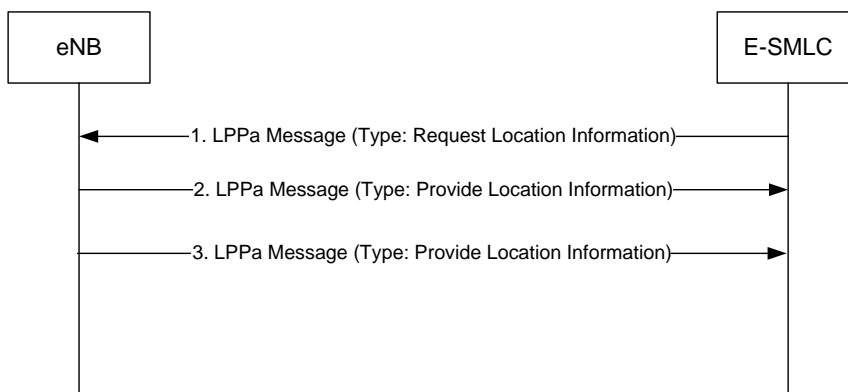 eNB
E-SMLC
1. LPPa Message (Type: Request Location Information)
2. LPPa Message (Type: Provide Location Information)
3. LPPa Message (Type: Provide Location Information)